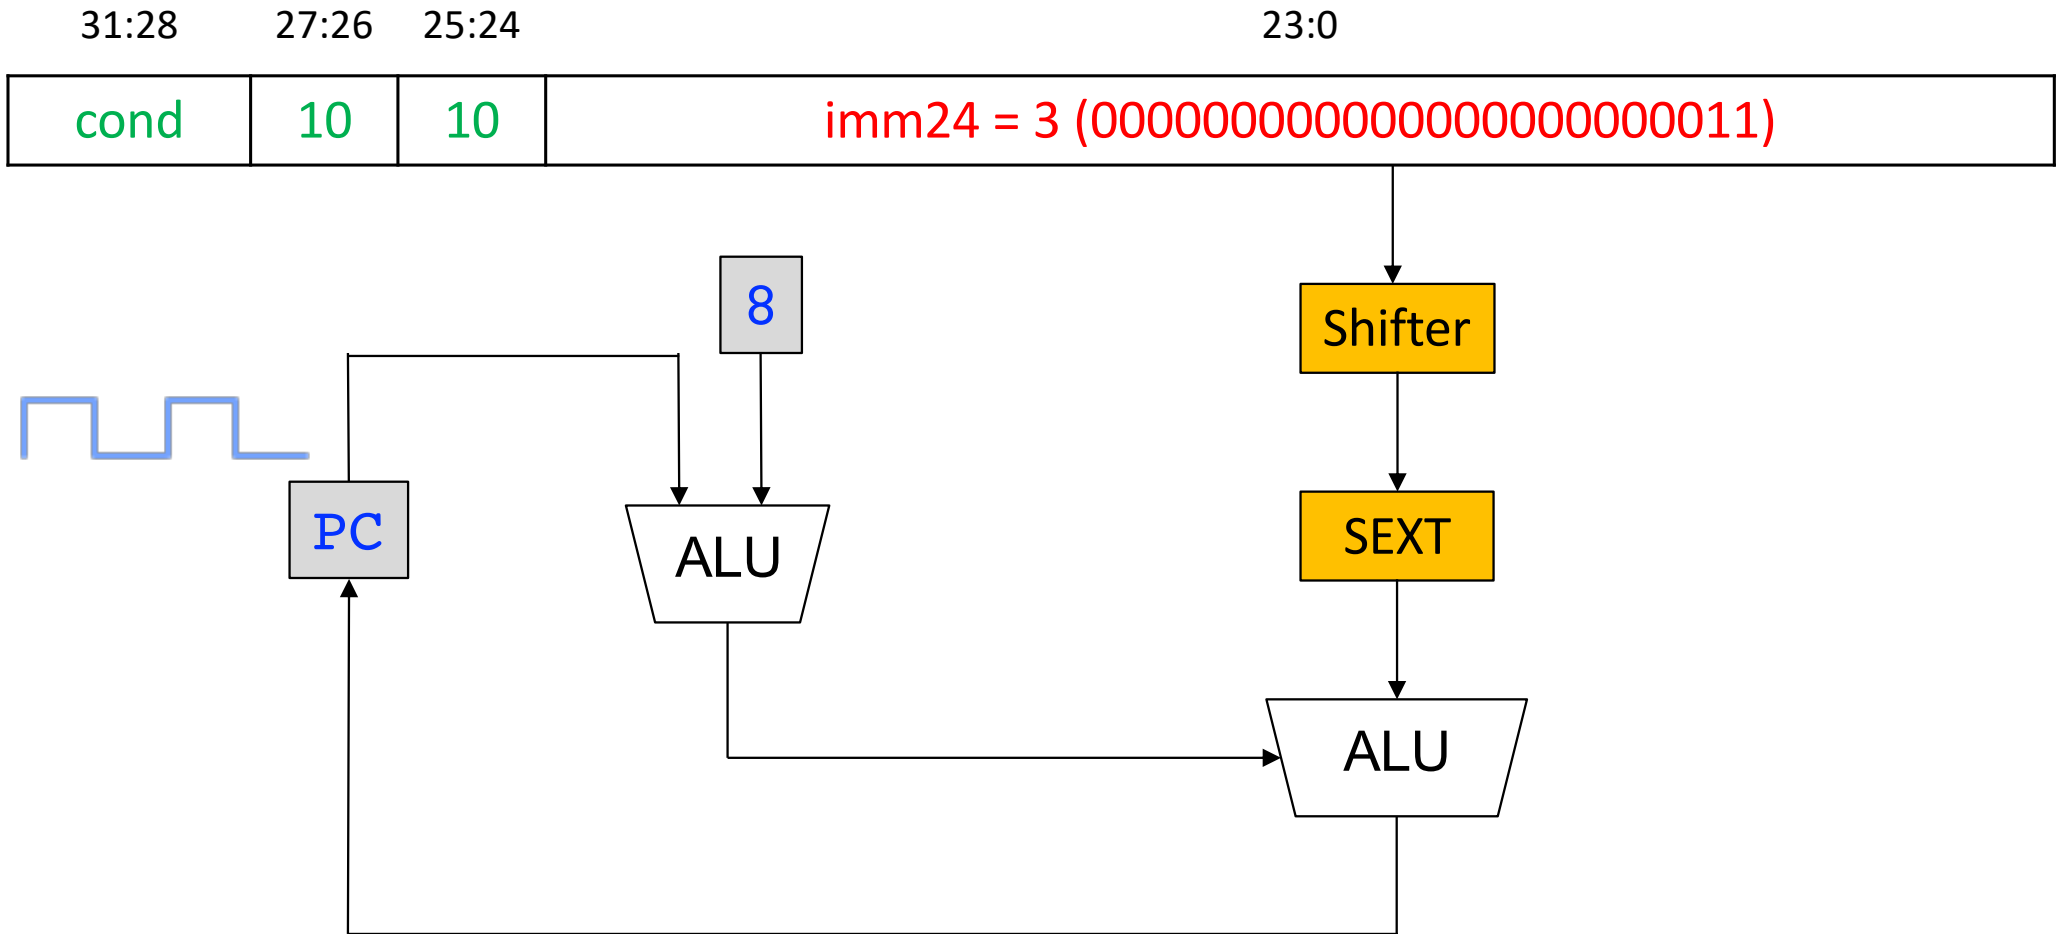 31:28 27:26 25:24 23:0
cond 10 10 imm24 = 3 (000000000000000000000011)
8
Shifter
PC
ALU
SEXT
ALU